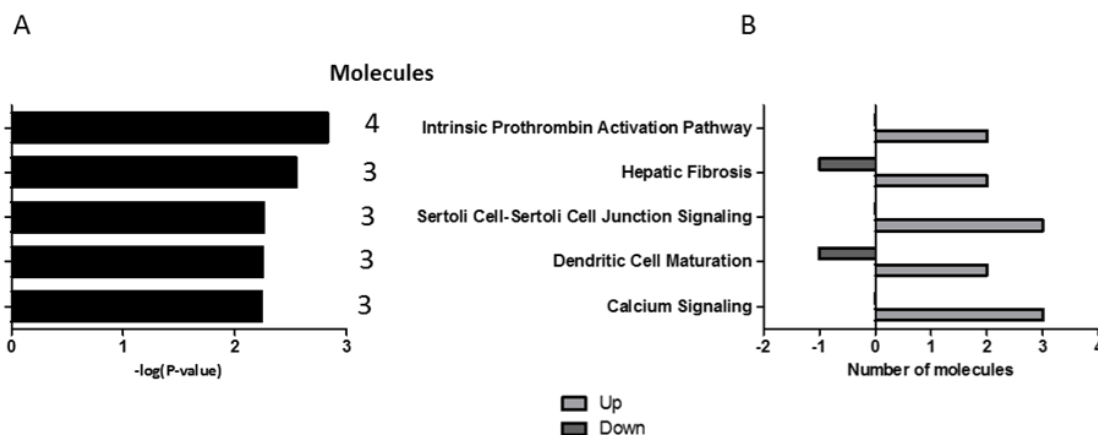 A
B
Molecules
4
Intrinsic Prothrombin Activation Pathway
3
Hepatic Fibrosis
3
Sertoli Cell-Sertoli Cell Junction Signaling
3
Dendritic Cell Maturation
3
Calcium Signaling
0 1 2 3
-2 -1 0 1 2 3 4
-log(P-value)
Number of molecules
Up
Down